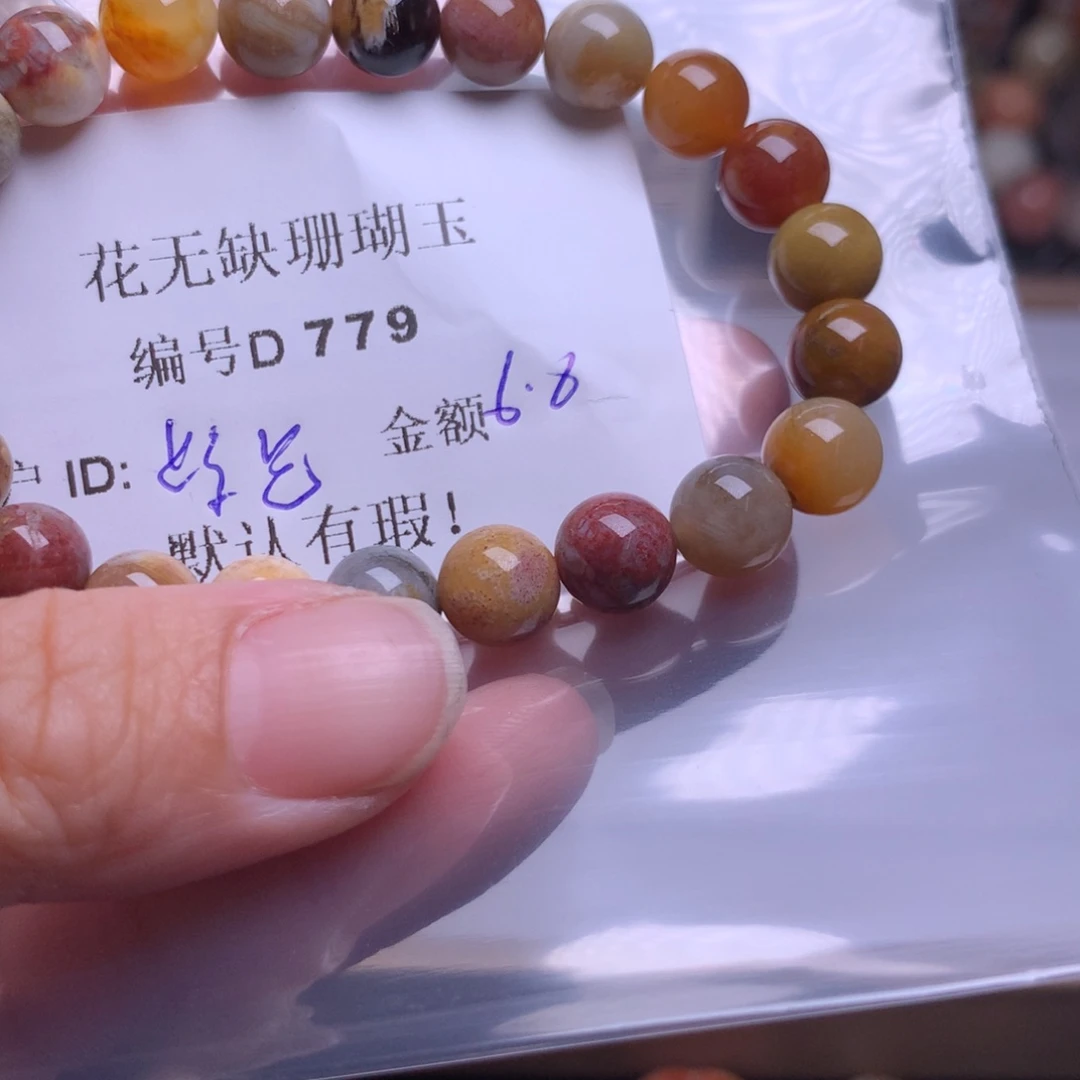 花无缺珊瑚玉
编号D 779
金额6.8
户 ID:
默认有瑕!